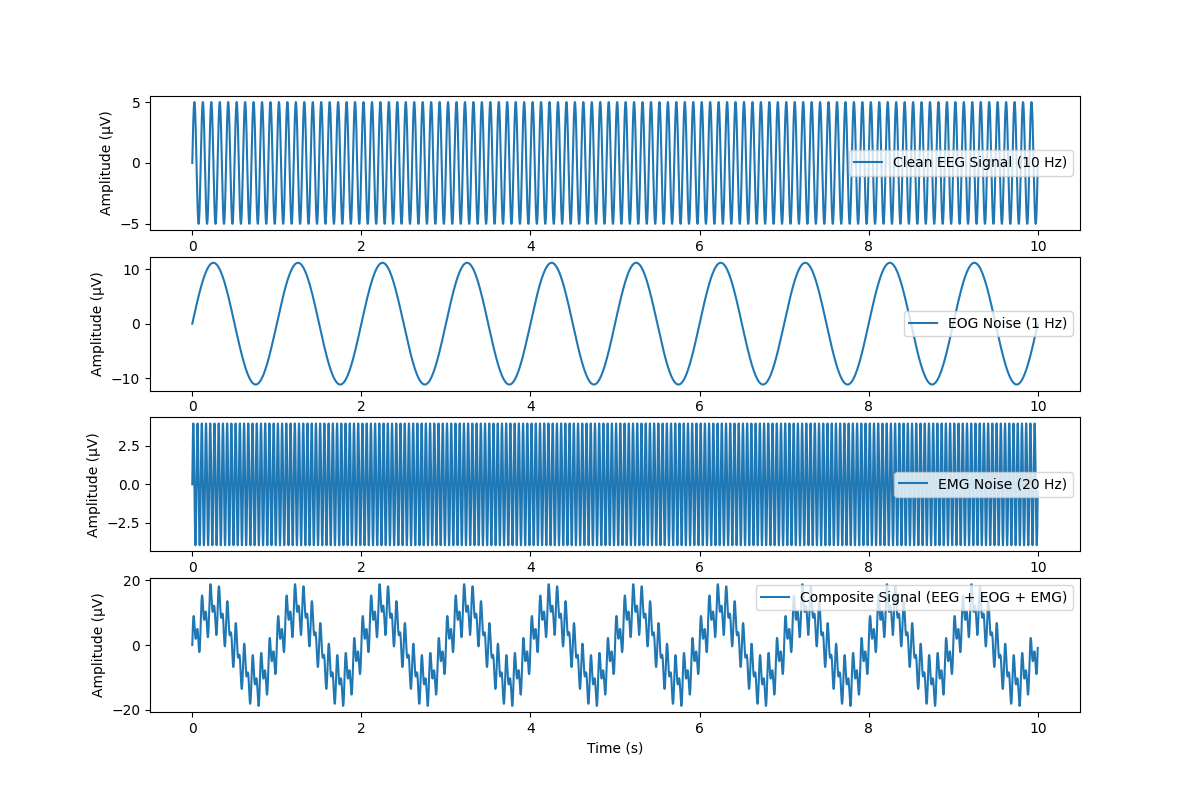 Amplitude (µV)
5
0
−5
Clean EEG Signal (10 Hz)
0 2 4 6 8 10
Amplitude (µV)
10
0
−10
EOG Noise (1 Hz)
0 2 4 6 8 10
Amplitude (µV)
2.5
0.0
−2.5
EMG Noise (20 Hz)
0 2 4 6 8 10
Amplitude (µV)
20
0
−20
Composite Signal (EEG + EOG + EMG)
0 2 4 6 8 10
Time (s)